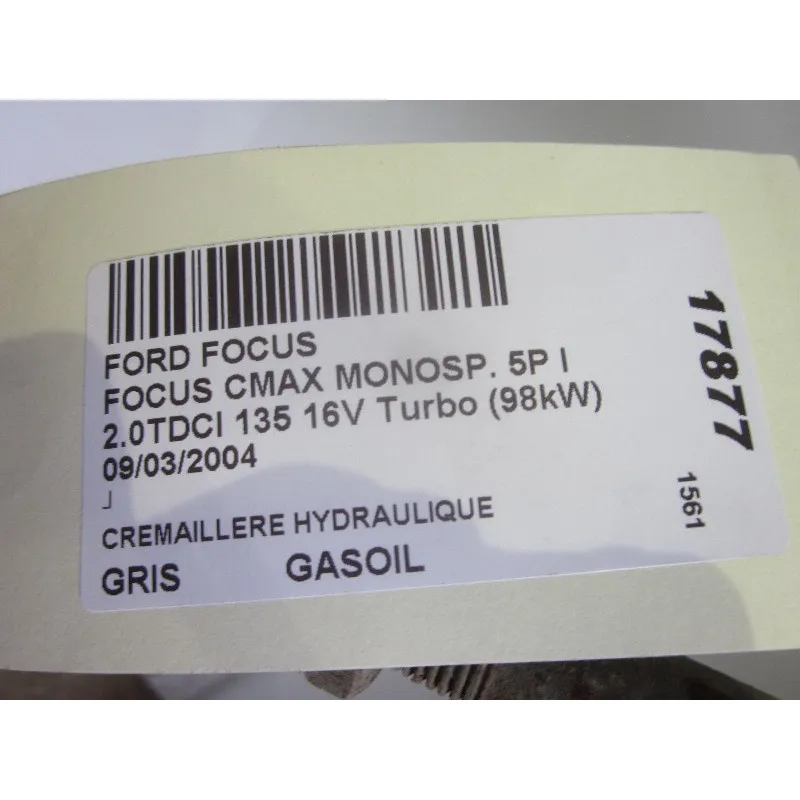 FORD FOCUS
FOCUS CMAX MONOSP. 5P I
2.0TDCI 135 16V Turbo (98kW)
09/03/2004
┘
CREMAILLERE HYDRAULIQUE
GRIS GASOIL
17877
1561